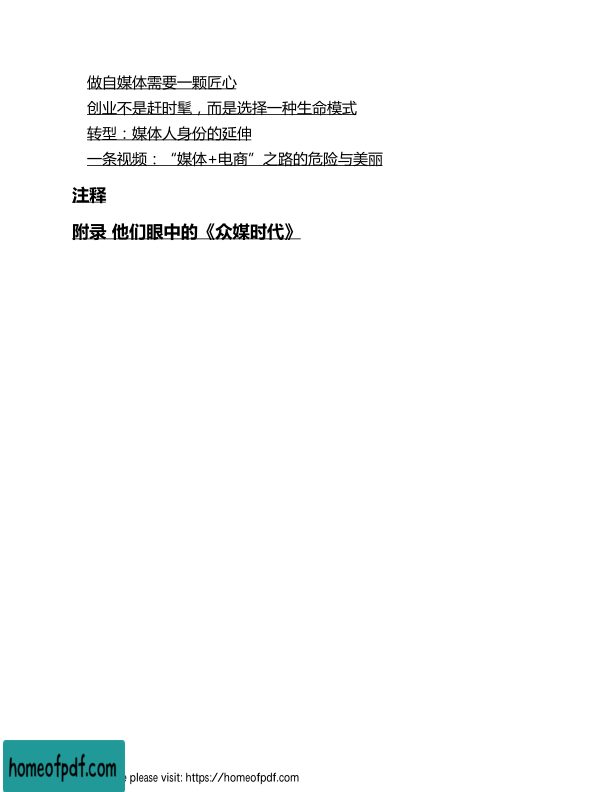 做自媒体需要一颗匠心
创业不是赶时髦，而是选择一种生命模式
转型：媒体人身份的延伸
一条视频：“媒体+电商”之路的危险与美丽
注释
附录 他们眼中的《众媒时代》
homeofpdf.com
e please visit: https://homeofpdf.com